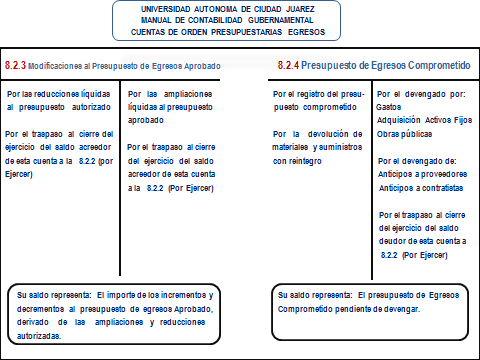 UNIVERSIDAD AUTONOMA DE CIUDAD JUAREZ
MANUAL DE CONTABILIDAD GUBERNAMENTAL
CUENTAS DE ORDEN PRESUPUESTARIAS EGRESOS
8.2.3 Modificaciones al Presupuesto de Egresos Aprobado
Por las reducciones líquidas
al presupuesto autorizado
Por el traspaso al cierre del
ejercicio del saldo acreedor
de esta cuenta a la 8.2.2 (por
Ejercer)
Por las ampliaciones
líquidas al presupuesto
aprobado
Por el traspaso al cierre
del ejercicio del saldo
acreedor de esta cuenta
a la 8.2.2 (Por Ejercer)
Su saldo representa: El importe de los incrementos y
decrementos al presupuesto de egresos Aprobado,
derivado de las ampliaciones y reducciones
autorizadas.
8.2.4 Presupuesto de Egresos Comprometido
Por el registro del presu-
puesto comprometido
Por la devolución de
materiales y suministros
con reintegro
Por el devengado por:
Gastos
Adquisición Activos Fijos
Obras públicas
Por el devengado de:
Anticipos a proveedores
Anticipos a contratistas
Por el traspaso al cierre
del ejercicio del saldo
deudor de esta cuenta a
8.2.2 (Por Ejercer)
Su saldo representa: El presupuesto de Egresos
Comprometido pendiente de devengar.